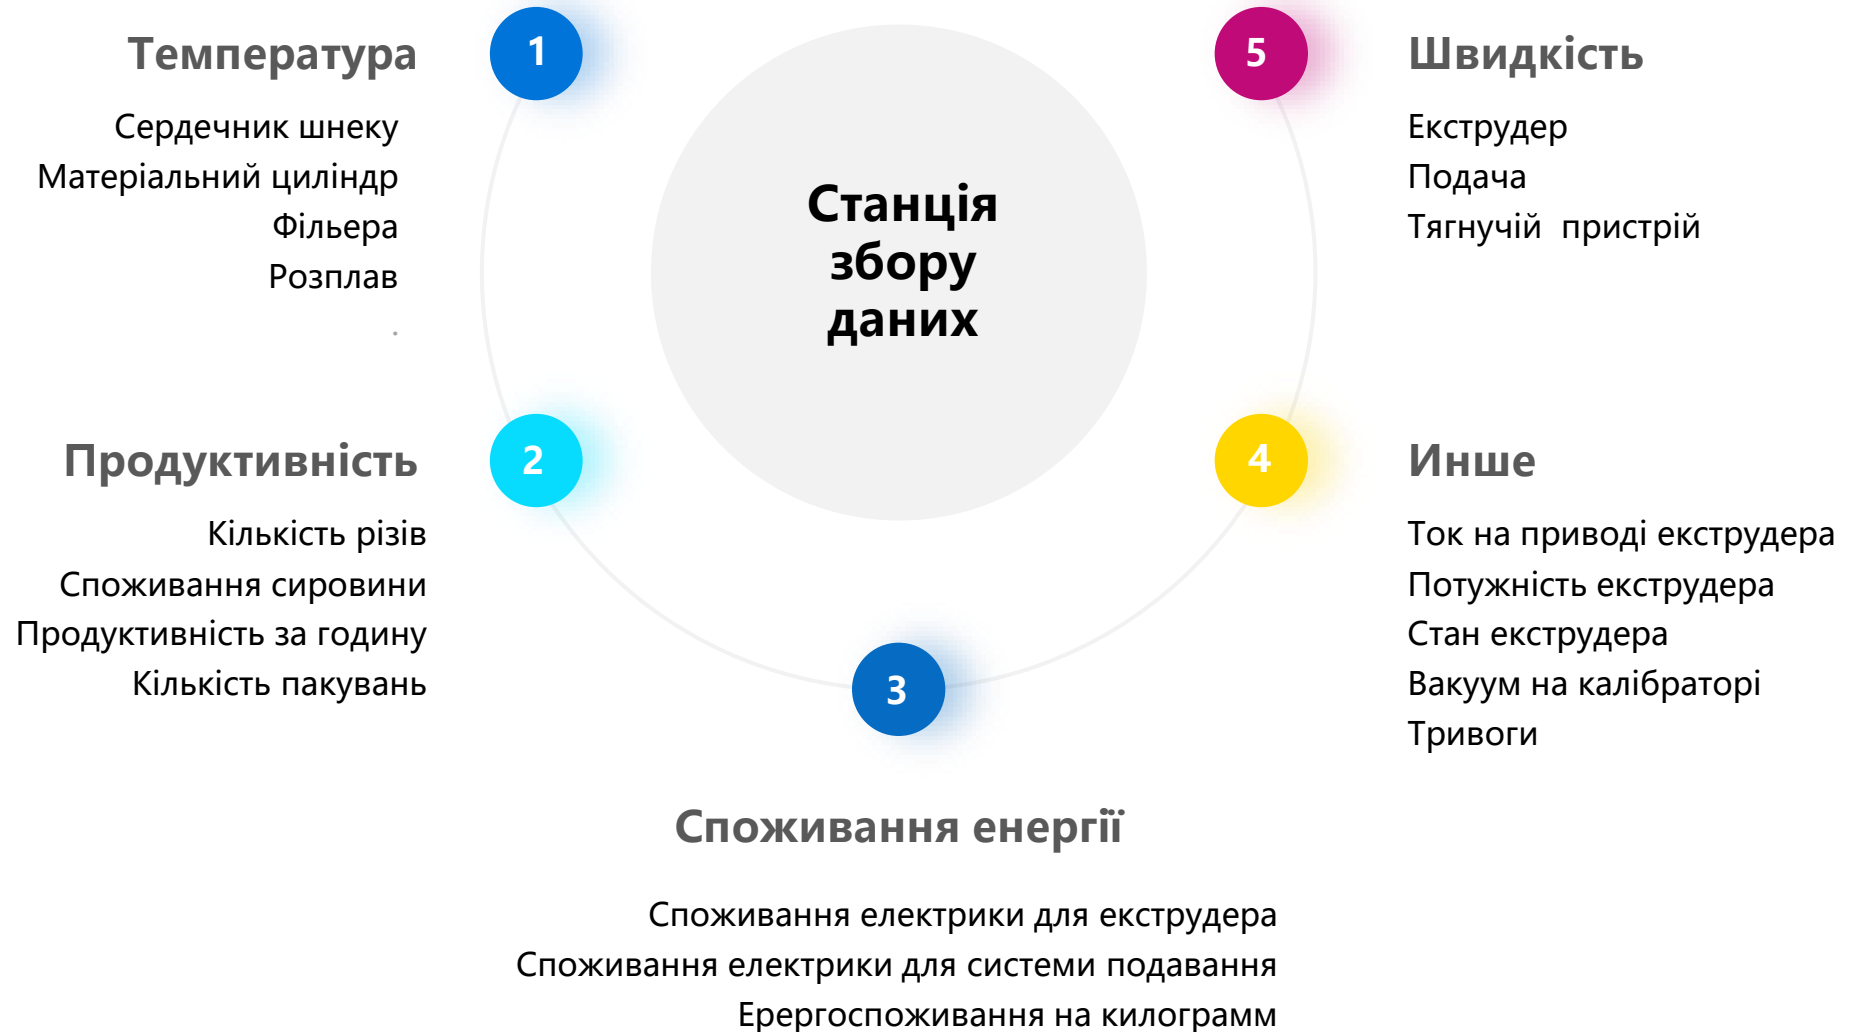 Температура
1
Сердечник шнеку
Матеріальний циліндр
Фільера
Розплав
.
Продуктивність
2
Кількість різів
Споживання сировини
Продуктивність за годину
Кількість пакувань
Станція
збору
даних
3
Споживання енергії
Споживання електрики для екструдера
Споживання електрики для системи подавання
Ерергоспоживання на килограмм
5
Швидкість
Екструдер
Подача
Тягнучій  пристрій
4
Инше
Ток на приводі екструдера
Потужність екструдера
Стан екструдера
Вакуум на калібраторі
Тривоги